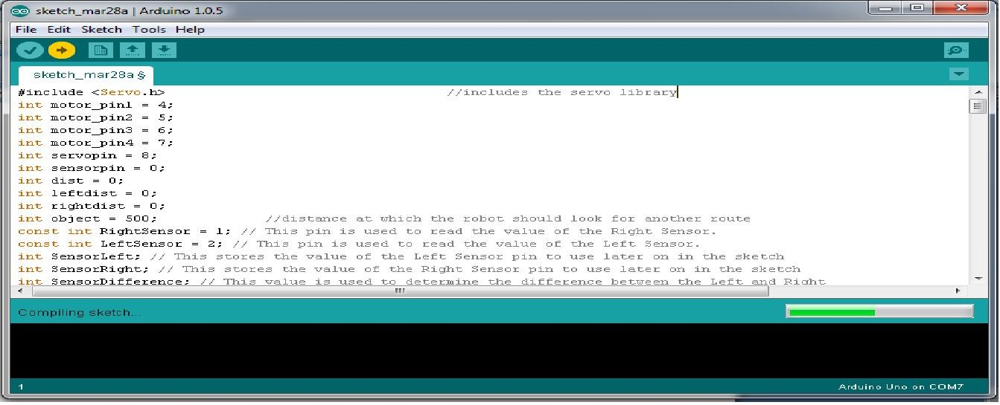 sketch_mar28a | Arduino 1.0.5
File Edit Sketch Tools Help
sketch_mar28a §
#include <Servo.h> //includes the servo library
int motor_pin1 = 4;
int motor_pin2 = 5;
int motor_pin3 = 6;
int motor_pin4 = 7;
int servopin = 8;
int sensorpin = 0;
int dist = 0;
int leftdist = 0;
int rightdist = 0;
int object = 500; //distance at which the robot should look for another route
const int RightSensor = 1; // This pin is used to read the value of the Right Sensor.
const int LeftSensor = 2; // This pin is used to read the value of the Left Sensor.
int SensorLeft; // This stores the value of the Left Sensor pin to use later on in the sketch
int SensorRight; // This stores the value of the Right Sensor pin to use later on in the sketch
int SensorDifference; // This value is used to determine the difference between the Left and Right
Compiling sketch...
1 Arduino Uno on COM7